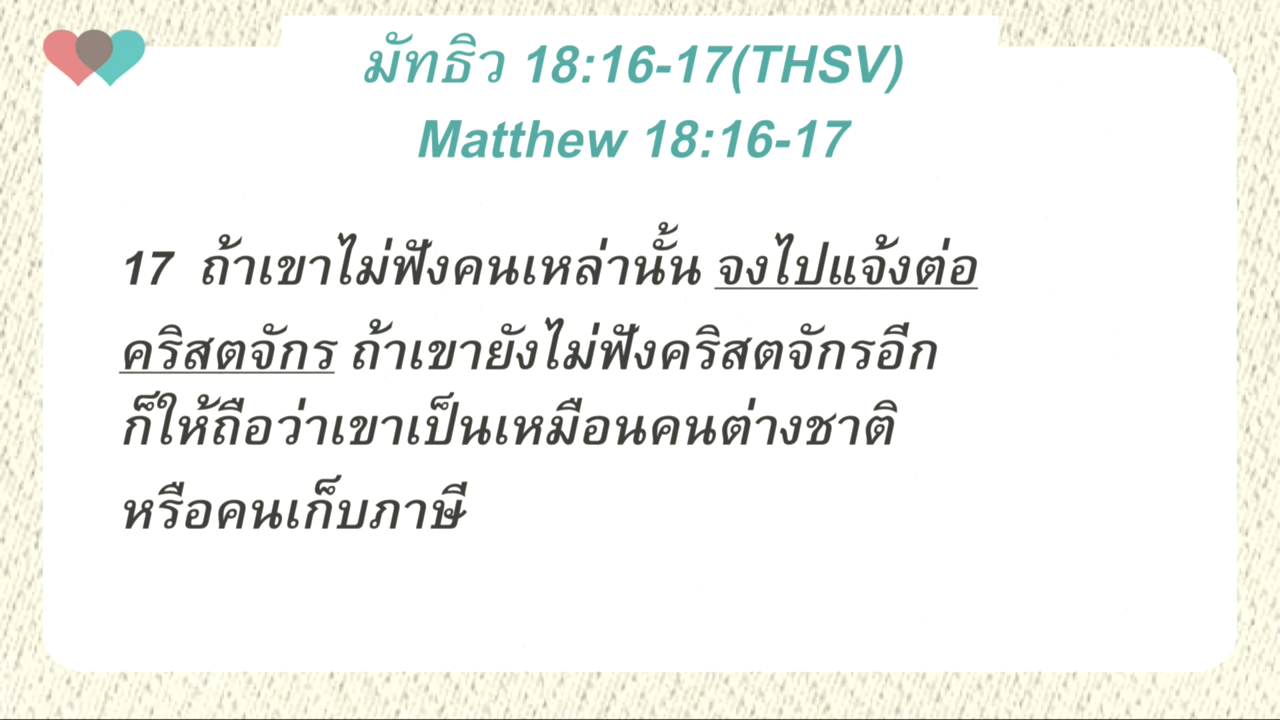 มัทธิว 18:16-17(THSV)
Matthew 18:16-17
17 ถ้าเขาไม่ฟังคนเหล่านั้น จงไปแจ้งต่อ
คริสตจักร ถ้าเขายังไม่ฟังคริสตจักรอีก
ก็ให้ถือว่าเขาเป็นเหมือนคนต่างชาติ
หรือคนเก็บภาษี